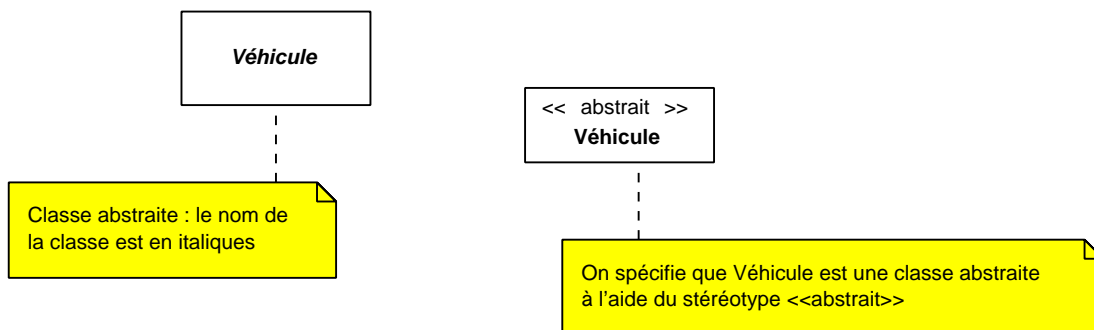 Véhicule
<< abstrait >>
Véhicule
Classe abstraite : le nom de
la classe est en italiques
On spécifie que Véhicule est une classe abstraite
à l’aide du stéréotype <<abstrait>>